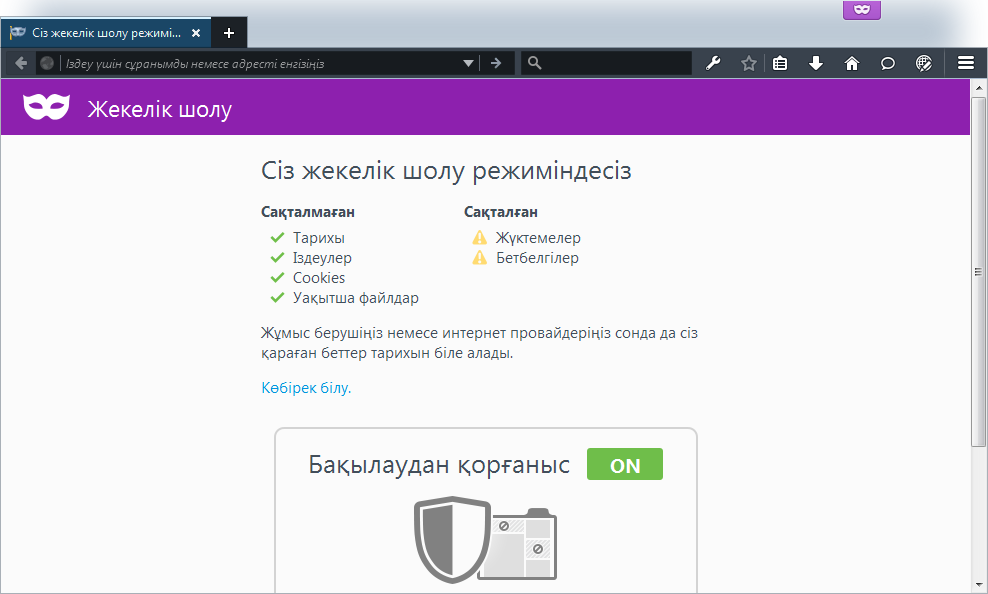 Сіз жекелік шолу режимі...
Іздеу үшін сұранымды немесе адресті енгізіңіз
Жекелік шолу
Сіз жекелік шолу режиміндесіз
Сақталмаған
Тарихы
Іздеулер
Cookies
Уақытша файлдар
Сақталған
Жүктемелер
Бетбелгілер
Жұмыс берушіңіз немесе интернет провайдеріңіз сонда да сіз
қараған беттер тарихын біле алады.
Көбірек білу.
Бақылаудан қорғаныс ON